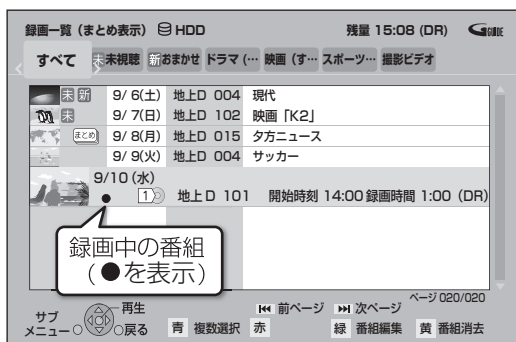 録画一覧（まとめ表示） HDD 残量 15:08 (DR) GGUIDE
すべて 未未視聴 新おまかせ ドラマ (… 映画 (す… スポーツ… 撮影ビデオ
未 新 9/ 6(土) 地上D 004 現代
未 9/ 7(日) 地上D 102 映画「K2」
まとめ 9/ 8(月) 地上D 015 夕方ニュース
9/ 9(火) 地上D 004 サッカー
9/10 (水)
● 1 地上D 101 開始時刻 14:00 録画時間 1:00 (DR)
録画中の番組
（●を表示）
ページ 020/020
サブ
メニュー 再生
戻る
前ページ 次ページ
青 複数選択 赤 緑 番組編集 黄 番組消去